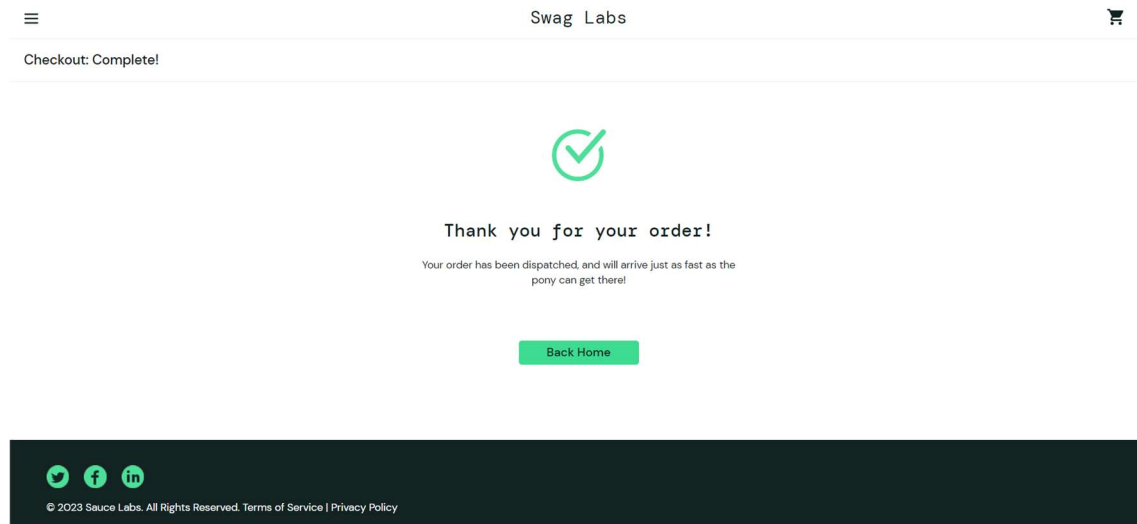 Swag Labs
Checkout: Complete!
Thank you for your order!
Your order has been dispatched, and will arrive just as fast as the
pony can get there!
Back Home
© 2023 Sauce Labs. All Rights Reserved. Terms of Service | Privacy Policy